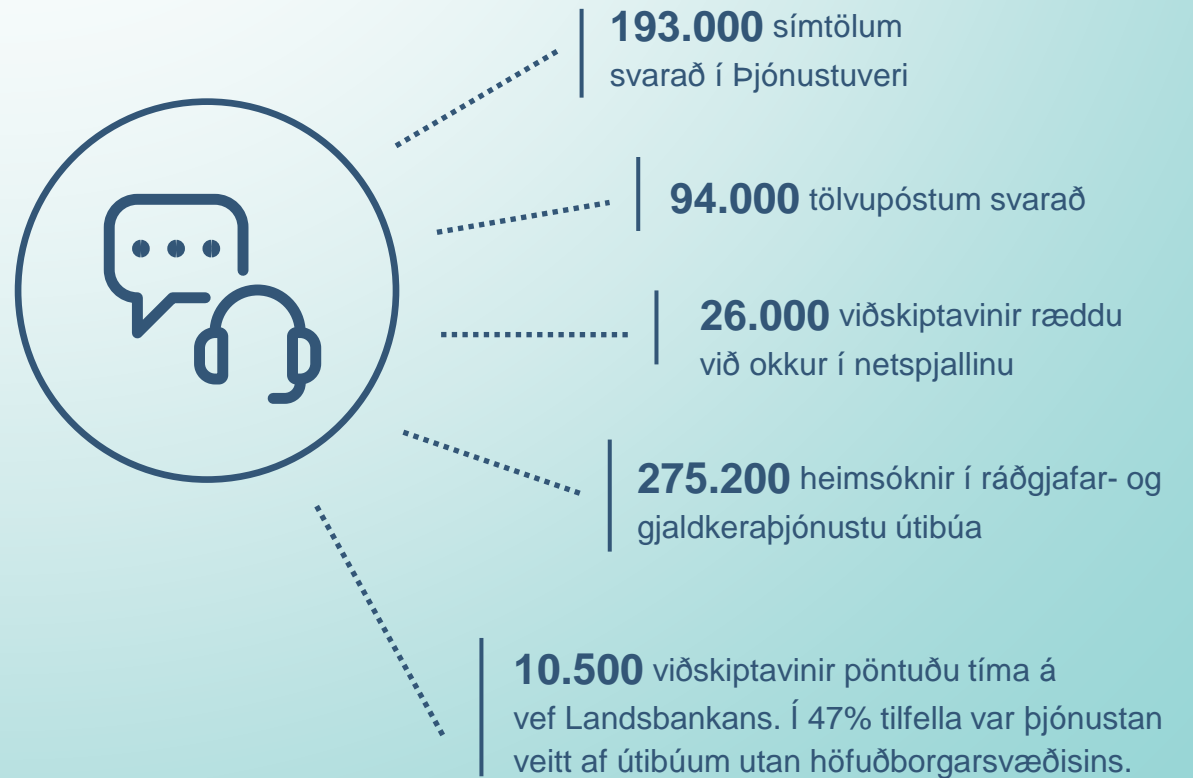 193.000 símtölum
svarað í Þjónustuveri
94.000 tölvupóstum svarað
26.000 viðskiptavinir ræddu
við okkur í netspjallinu
275.200 heimsóknir í ráðgjafar- og
gjaldkeraþjónustu útibúa
10.500 viðskiptavinir pöntuðu tíma á
vef Landsbankans. Í 47% tilfella var þjónustan
veitt af útibúum utan höfuðborgarsvæðisins.